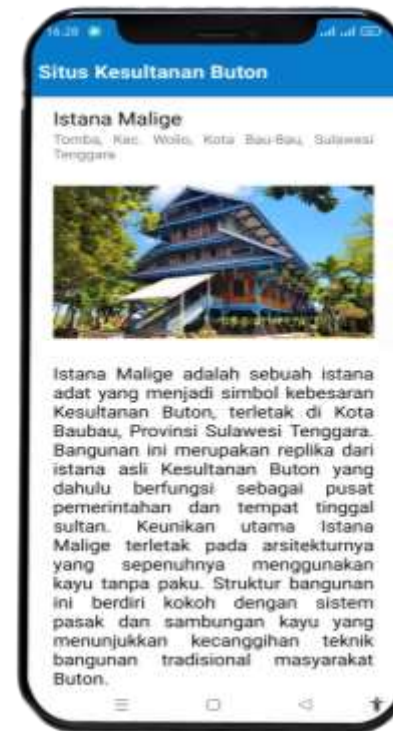 16.20
Situs Kesultanan Buton
Istana Malige
Tomba, Kec. Wolio, Kota Bau-Bau, Sulawesi
Tenggara
Istana Malige adalah sebuah istana
adat yang menjadi simbol kebesaran
Kesultanan Buton, terletak di Kota
Baubau, Provinsi Sulawesi Tenggara.
Bangunan ini merupakan replika dari
istana asli Kesultanan Buton yang
dahulu berfungsi sebagai pusat
pemerintahan dan tempat tinggal
sultan. Keunikan utama Istana
Malige terletak pada arsitekturnya
yang sepenuhnya menggunakan
kayu tanpa paku. Struktur bangunan
ini berdiri kokoh dengan sistem
pasak dan sambungan kayu yang
menunjukkan kecanggihan teknik
bangunan tradisional masyarakat
Buton.